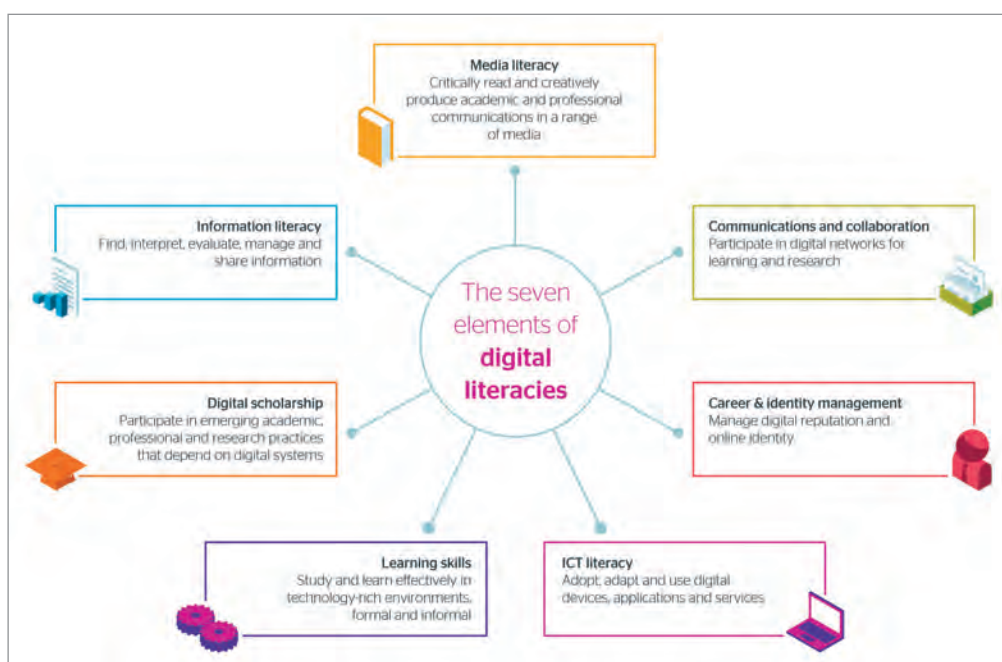 Media literacy
Critically read and creatively
produce academic and professional
communications in a range
of media
Information literacy
Find, interpret, evaluate, manage and
share information
Communications and collaboration
Participate in digital networks for
learning and research
The seven
elements of
digital
literacies
Digital scholarship
Participate in emerging academic,
professional and research practices
that depend on digital systems
Career & identity management
Manage digital reputation and
online identity
Learning skills
Study and learn effectively in
technology-rich environments,
formal and informal
ICT literacy
Adopt, adapt and use digital
devices, applications and services